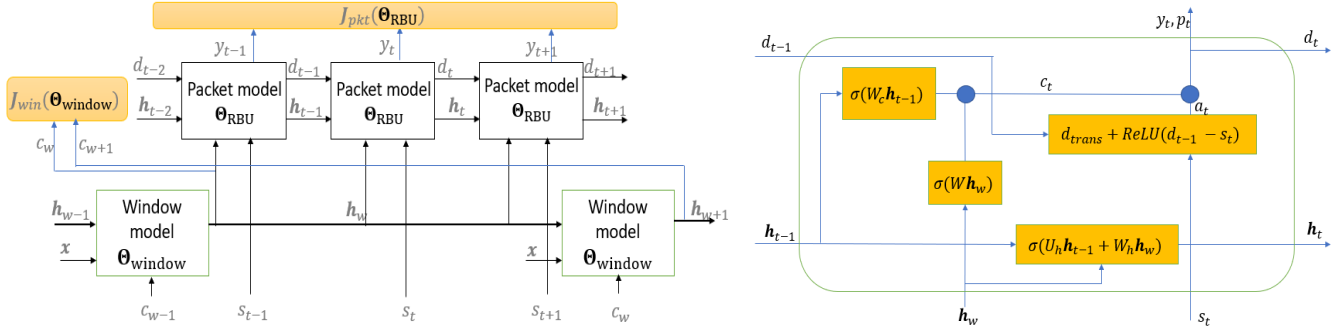 J_pkt(Θ_RBU)
y_{t−1}
y_t
y_{t+1}
d_{t−2}
Packet model
Θ_RBU
d_{t−1}
Packet model
Θ_RBU
d_t
Packet model
Θ_RBU
d_{t+1}
J_win(Θ_window)
h_{t−2}
h_{t−1}
h_t
h_{t+1}
c_w
c_{w+1}
h_{w−1}
Window
model
Θ_window
h_w
Window
model
Θ_window
h_{w+1}
x
x
c_{w−1}
s_{t−1}
s_t
s_{t+1}
c_w
y_t, p_t
d_{t−1}
d_t
σ(W_c h_{t−1})
c_t
a_t
d_trans + ReLU(d_{t−1} − s_t)
σ(W h_w)
h_{t−1}
σ(U_h h_{t−1} + W_h h_w)
h_t
h_w
s_t